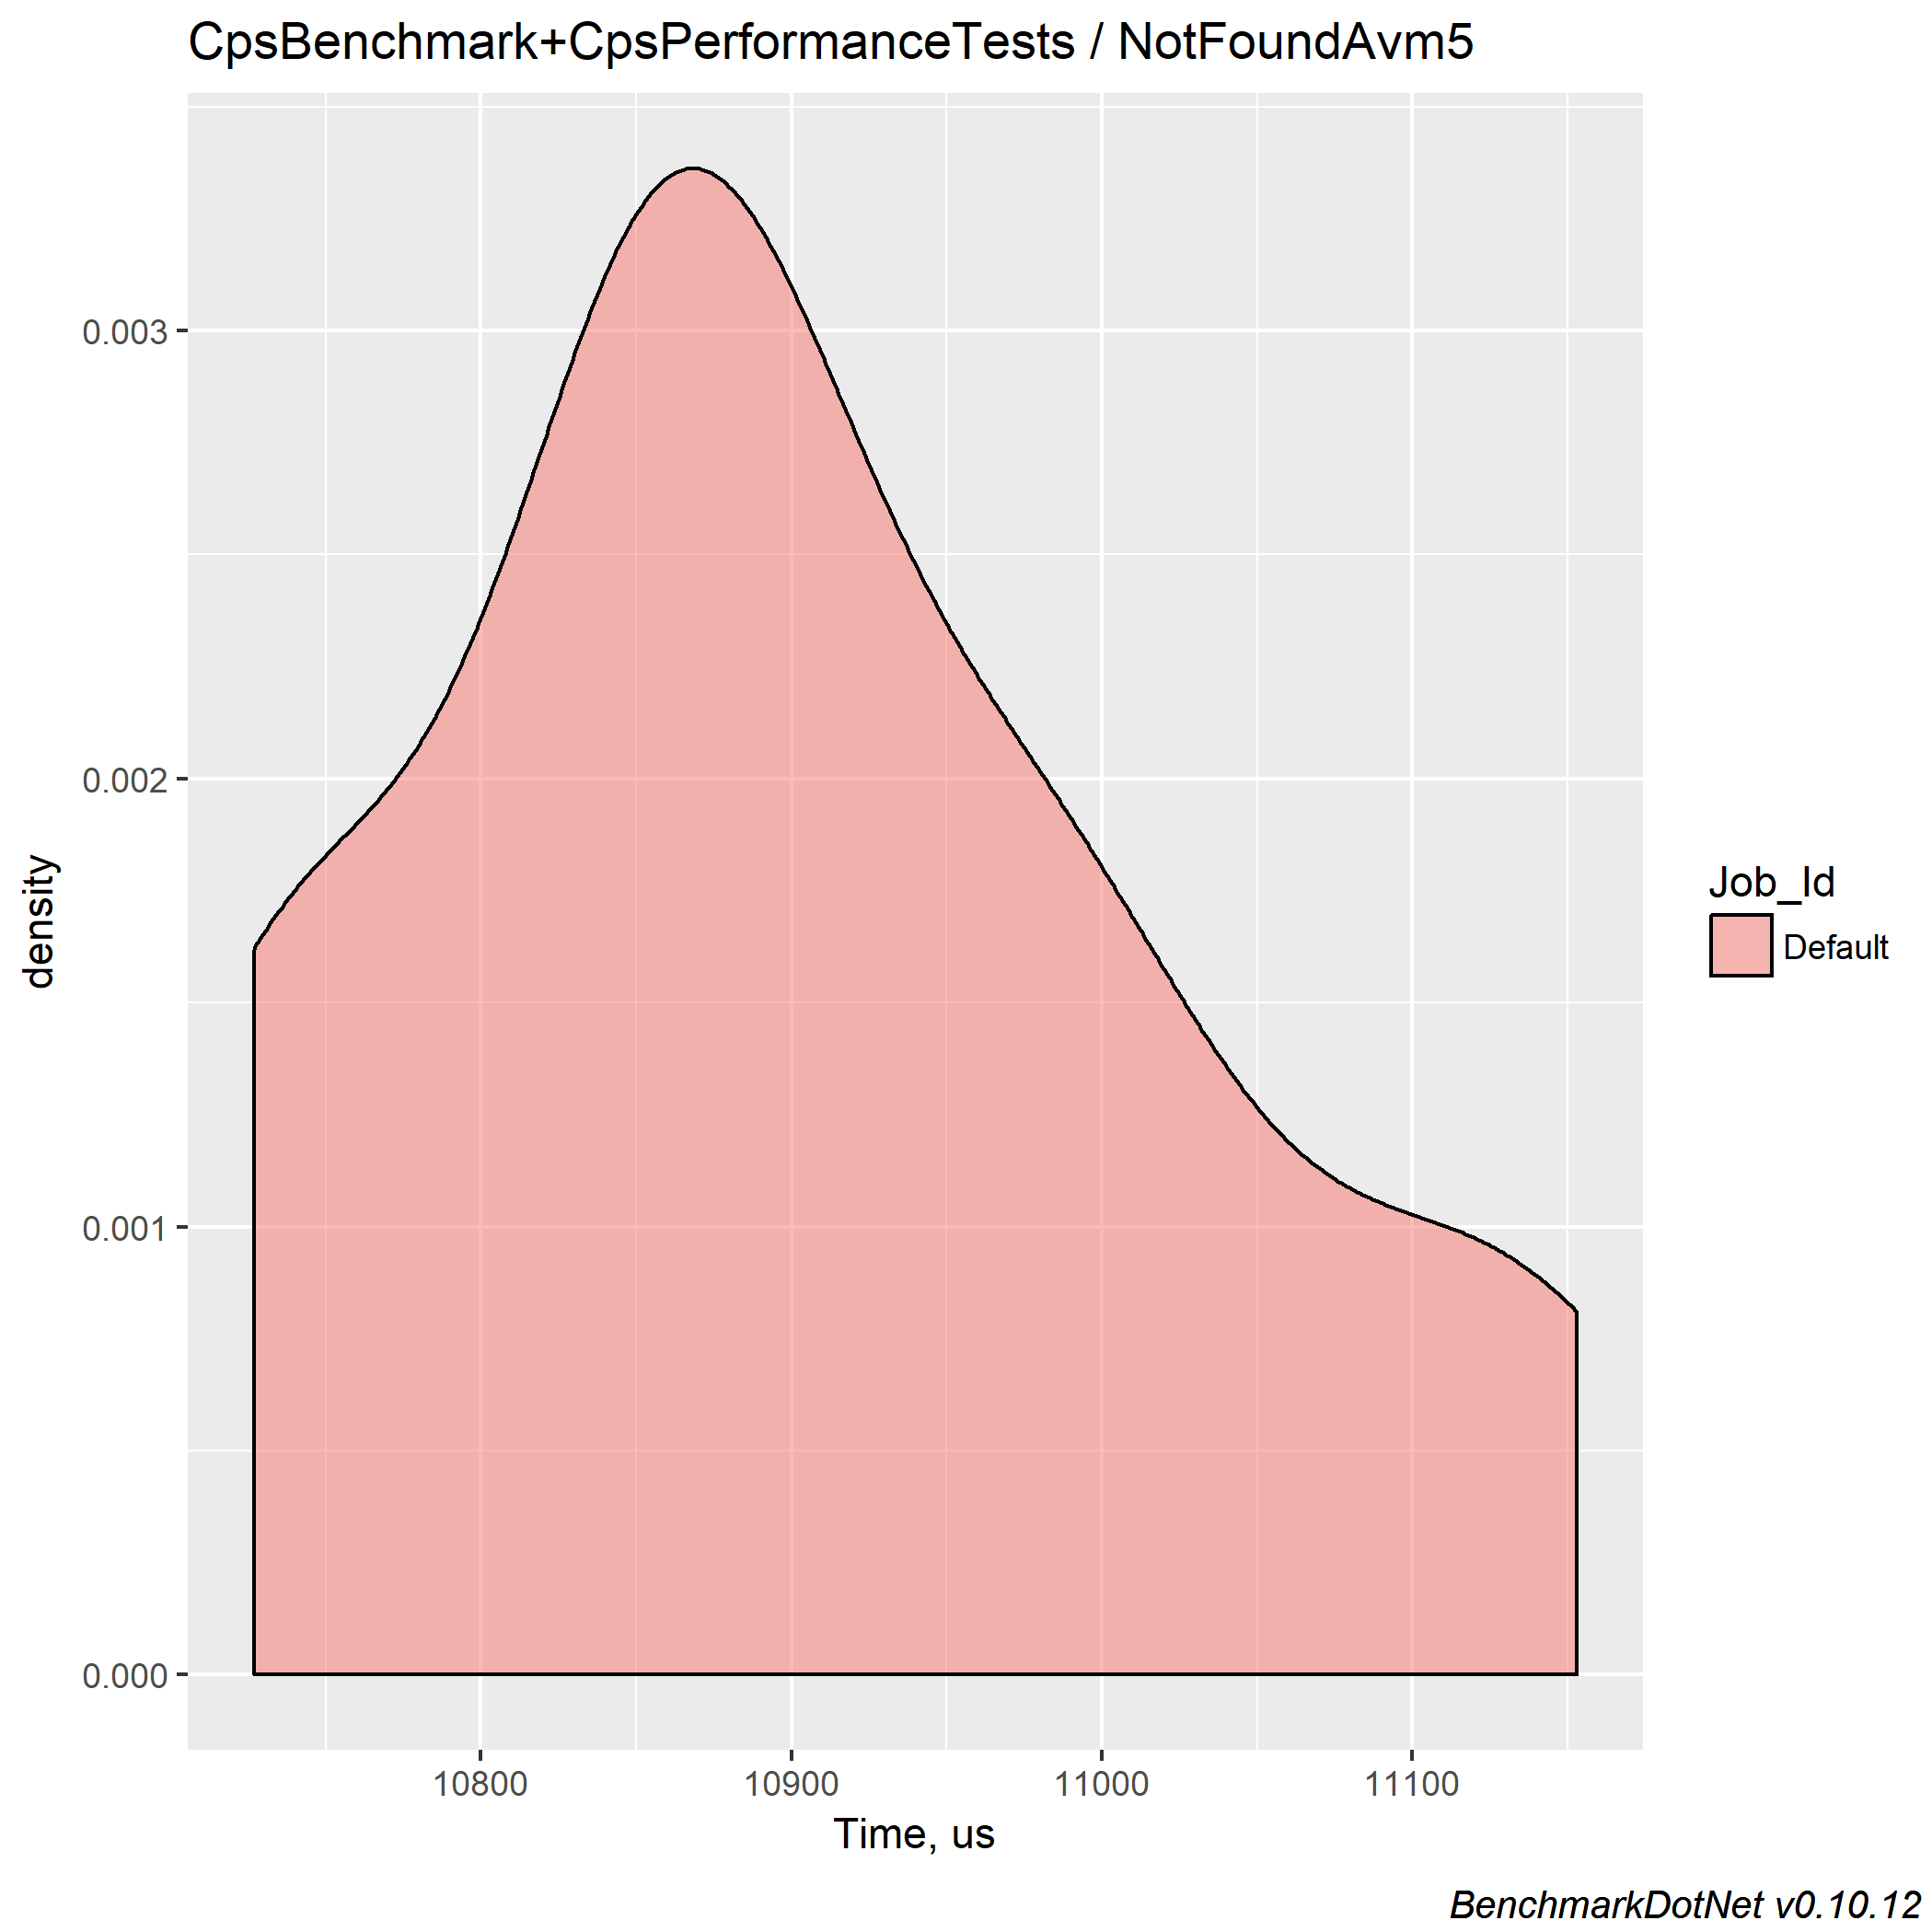 CpsBenchmark+CpsPerformanceTests / NotFoundAvm5
0.003
0.002
0.001
0.000
density
10800 10900 11000 11100
Time, us
Job_Id
Default
BenchmarkDotNet v0.10.12